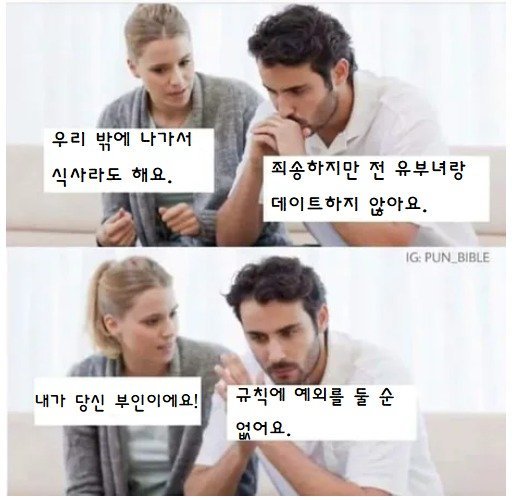 우리 밖에 나가서
식사라도 해요.
죄송하지만 전 유부녀랑
데이트하지 않아요.
IG: PUN_BIBLE
내가 당신 부인이에요!
규칙에 예외를 둘 순
없어요.